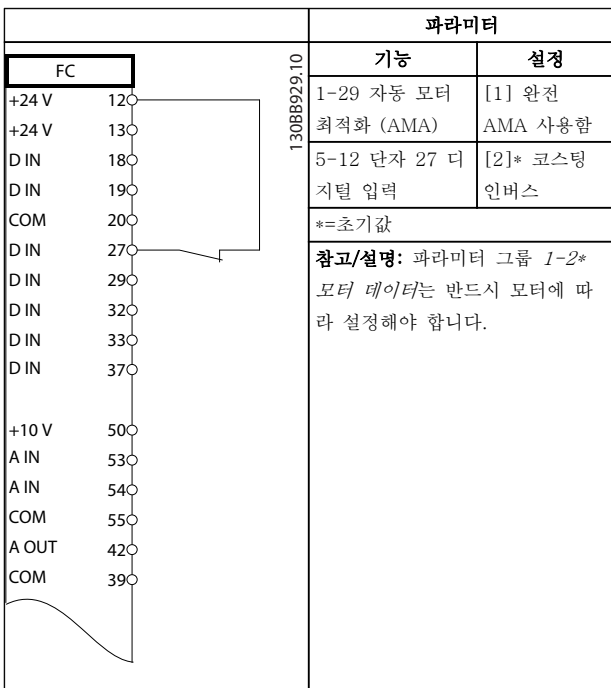 파라미터
기능 설정
1-29 자동 모터 최적화 (AMA) [1] 완전 AMA 사용함
5-12 단자 27 디지털 입력 [2]* 코스팅 인버스
*=초기값
참고/설명: 파라미터 그룹 1-2*
모터 데이터는 반드시 모터에 따
라 설정해야 합니다.
130BB929.10
FC
+24 V 12
+24 V 13
D IN 18
D IN 19
COM 20
D IN 27
D IN 29
D IN 32
D IN 33
D IN 37
+10 V 50
A IN 53
A IN 54
COM 55
A OUT 42
COM 39